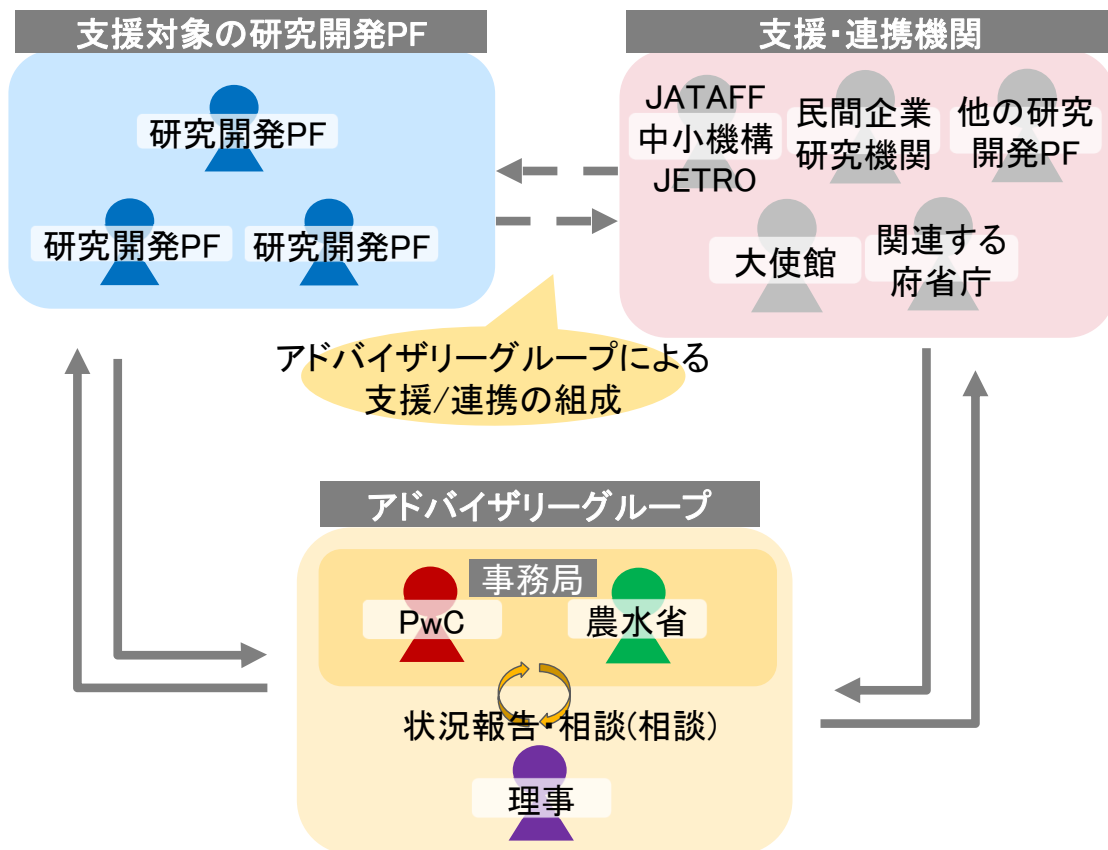 支援対象の研究開発PF
研究開発PF
研究開発PF
研究開発PF
支援・連携機関
JATAFF
中小機構
JETRO
民間企業
研究機関
他の研究
開発PF
大使館
関連する
府省庁
アドバイザリーグループによる
支援/連携の組成
アドバイザリーグループ
事務局
PwC
農水省
状況報告・相談(相談)
理事